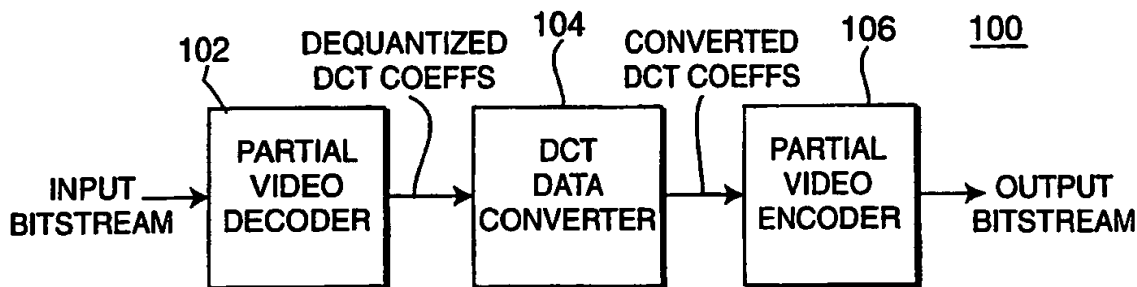 102
DEQUANTIZED
DCT COEFFS
104
CONVERTED
DCT COEFFS
106
100
INPUT
BITSTREAM
PARTIAL
VIDEO
DECODER
DCT
DATA
CONVERTER
PARTIAL
VIDEO
ENCODER
OUTPUT
BITSTREAM